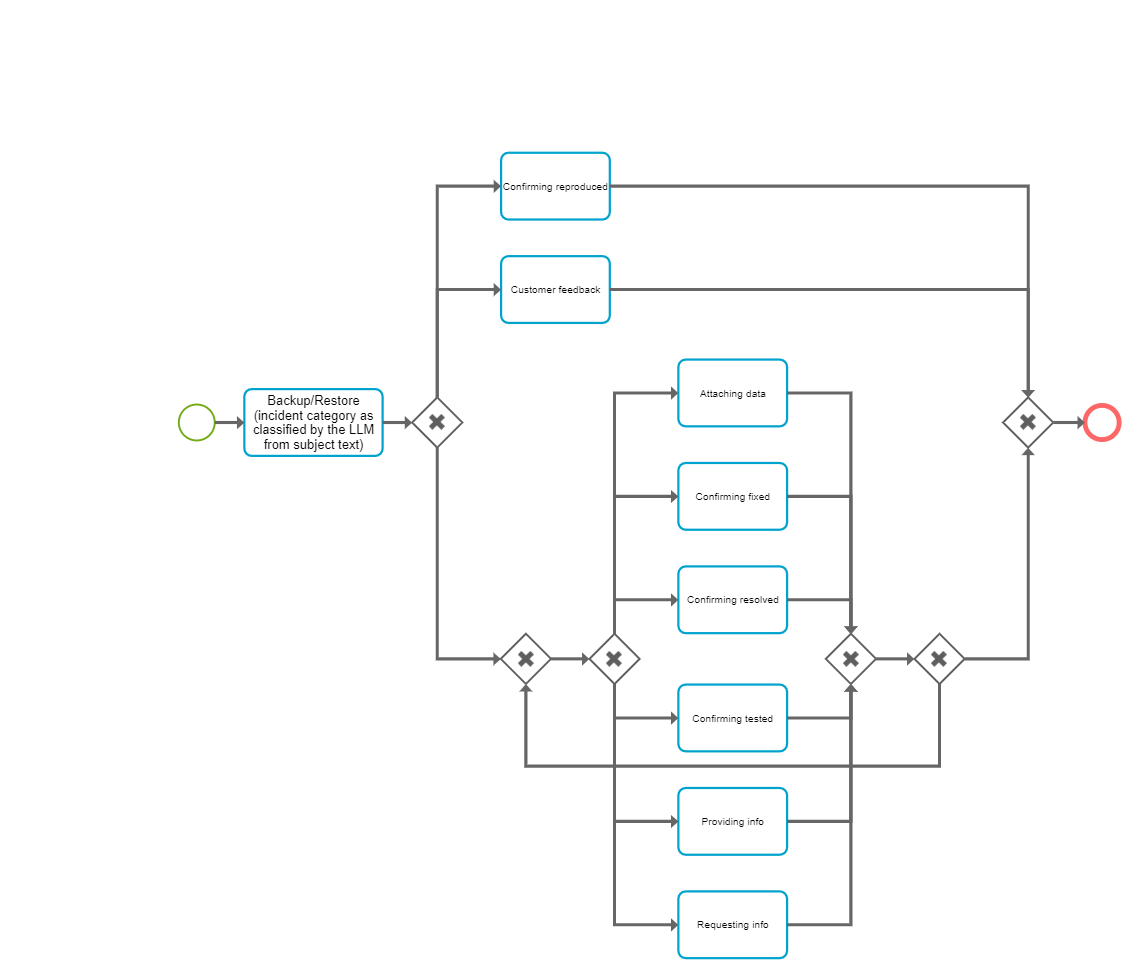 Confirming reproduced
Customer feedback
Backup/Restore
(incident category as
classified by the LLM
from subject text)
Attaching data
Confirming fixed
Confirming resolved
Confirming tested
Providing info
Requesting info